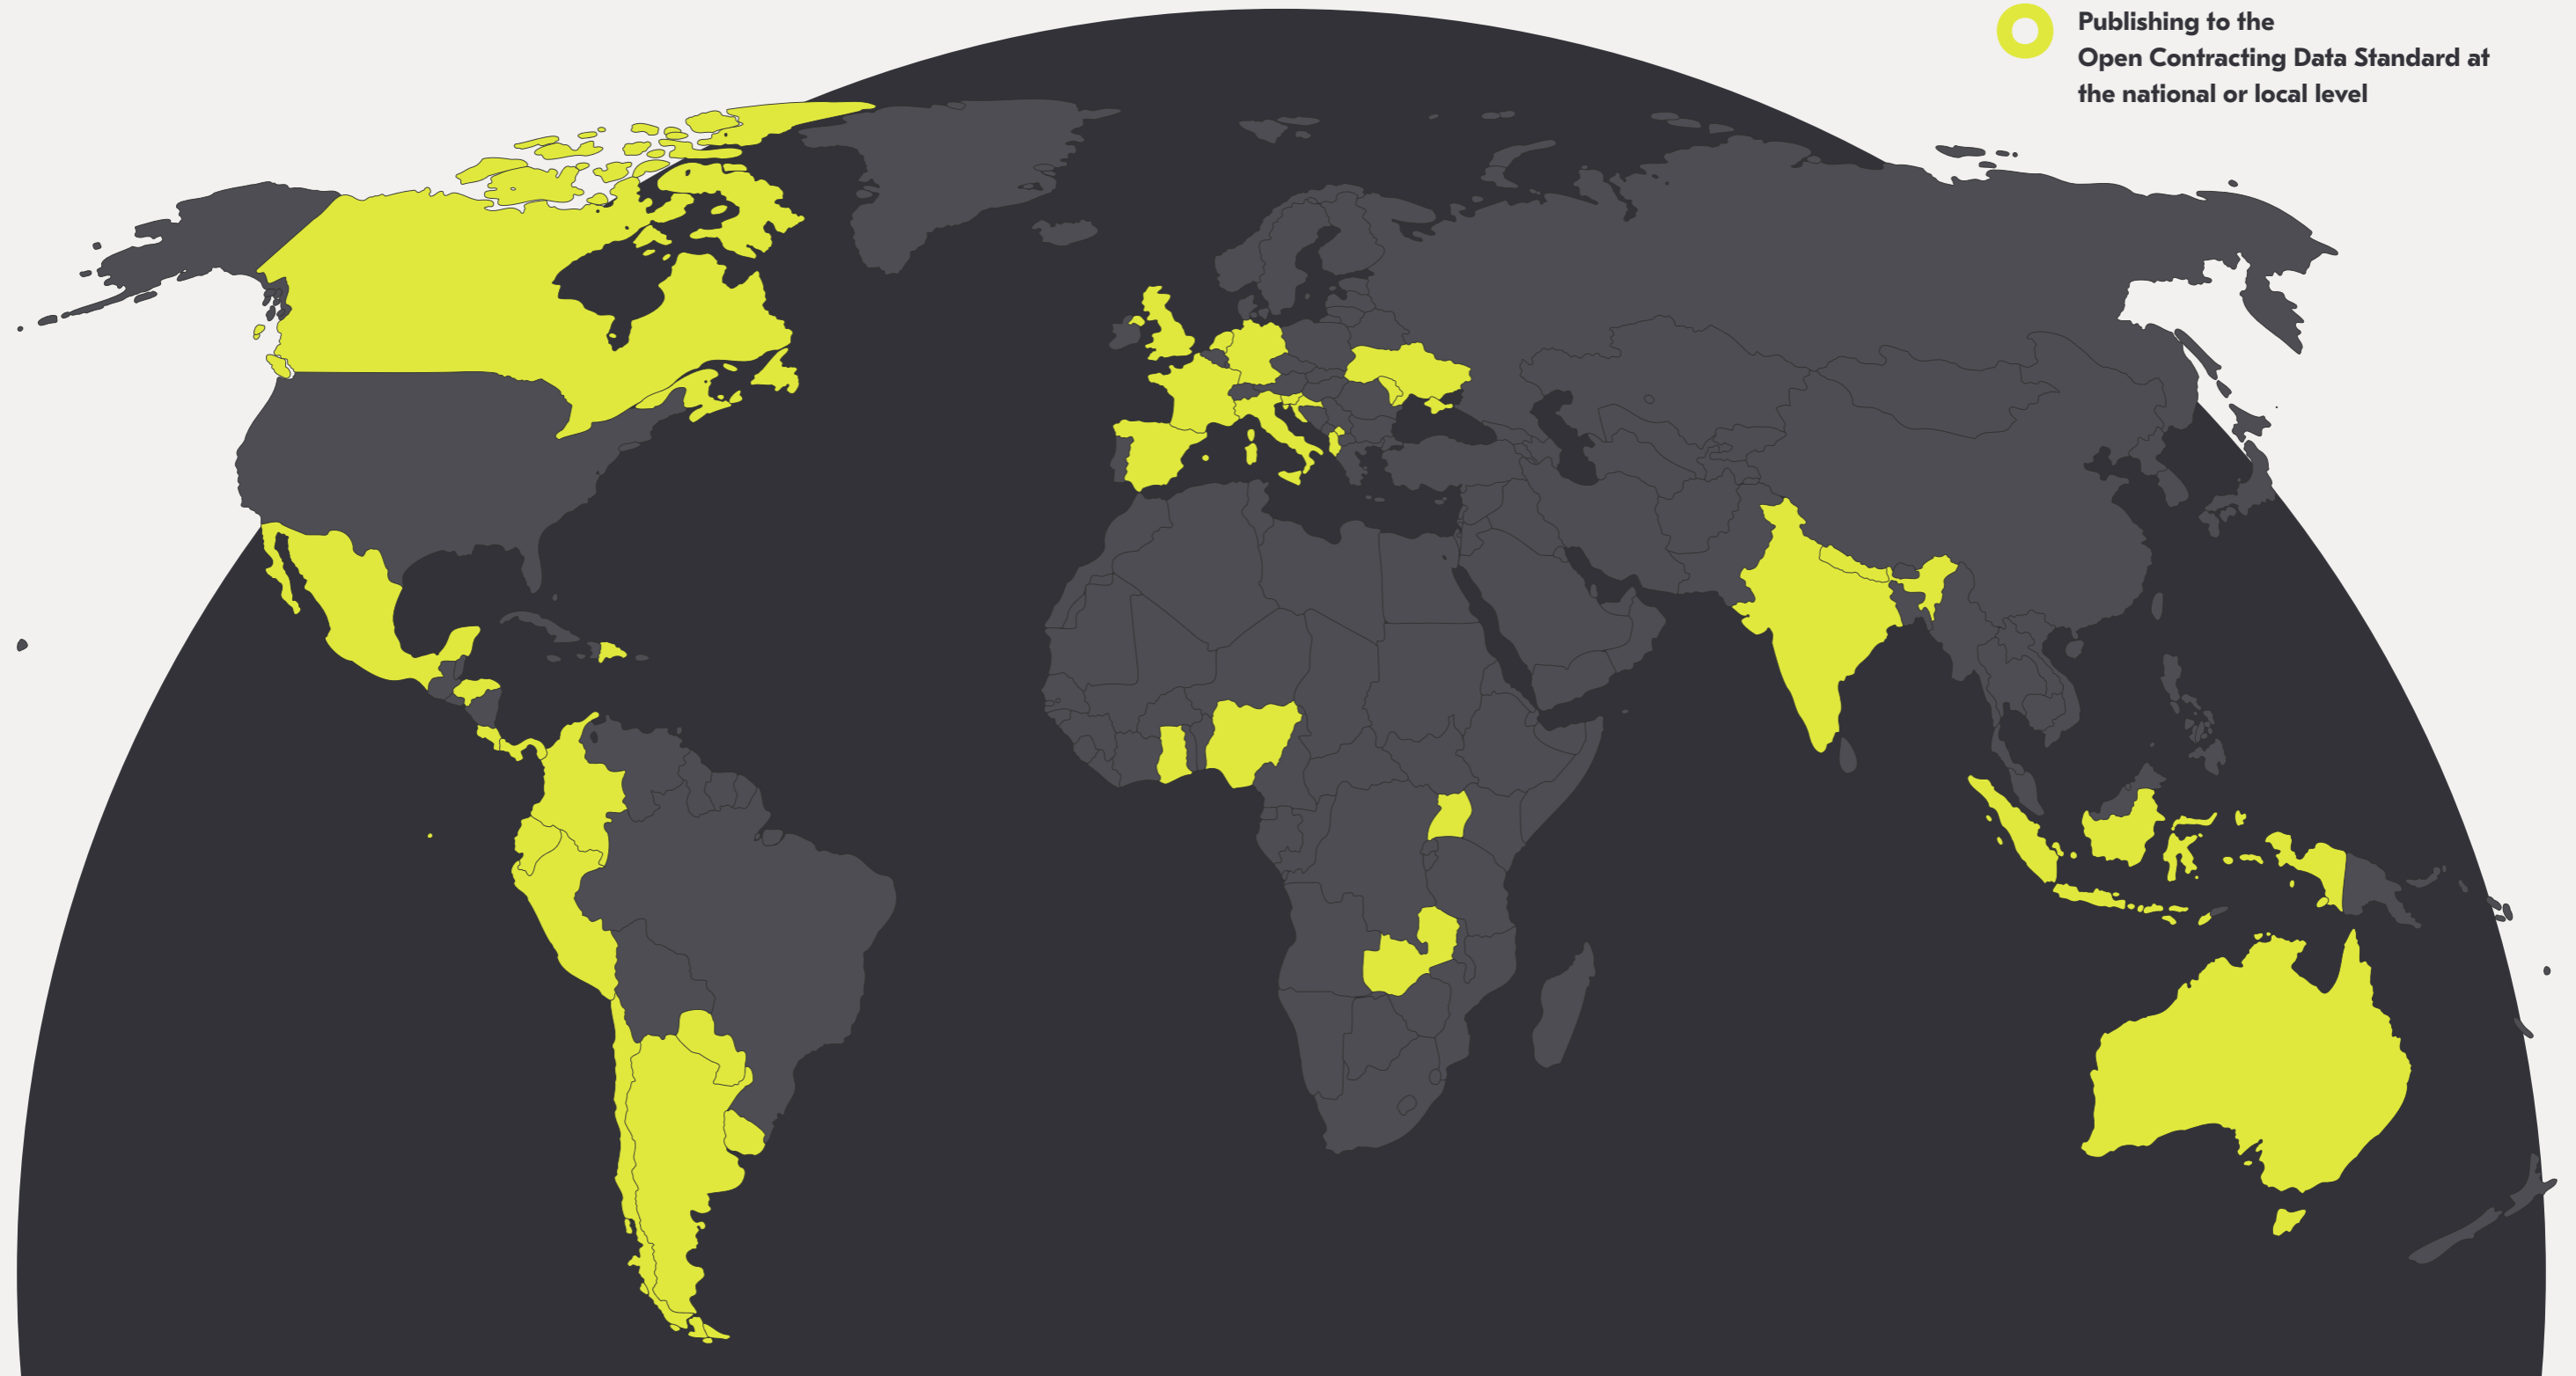 Publishing to the
Open Contracting Data Standard at
the national or local level